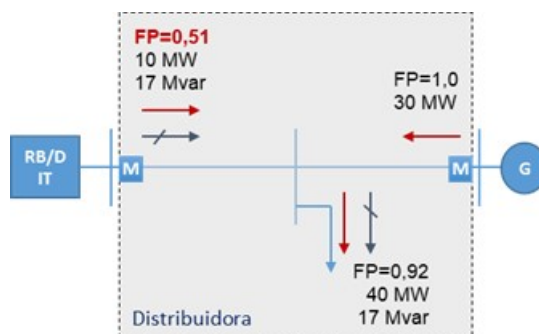 FP=0,51
10 MW
17 Mvar
FP=1,0
30 MW
RB/D
IT
M
M
G
FP=0,92
40 MW
17 Mvar
Distribuidora